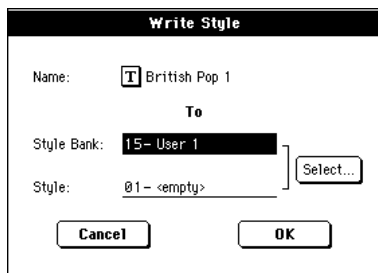 Write Style
Name: T British Pop 1
To
Style Bank: 15- User 1
Select...
Style: 01- <empty>
Cancel OK